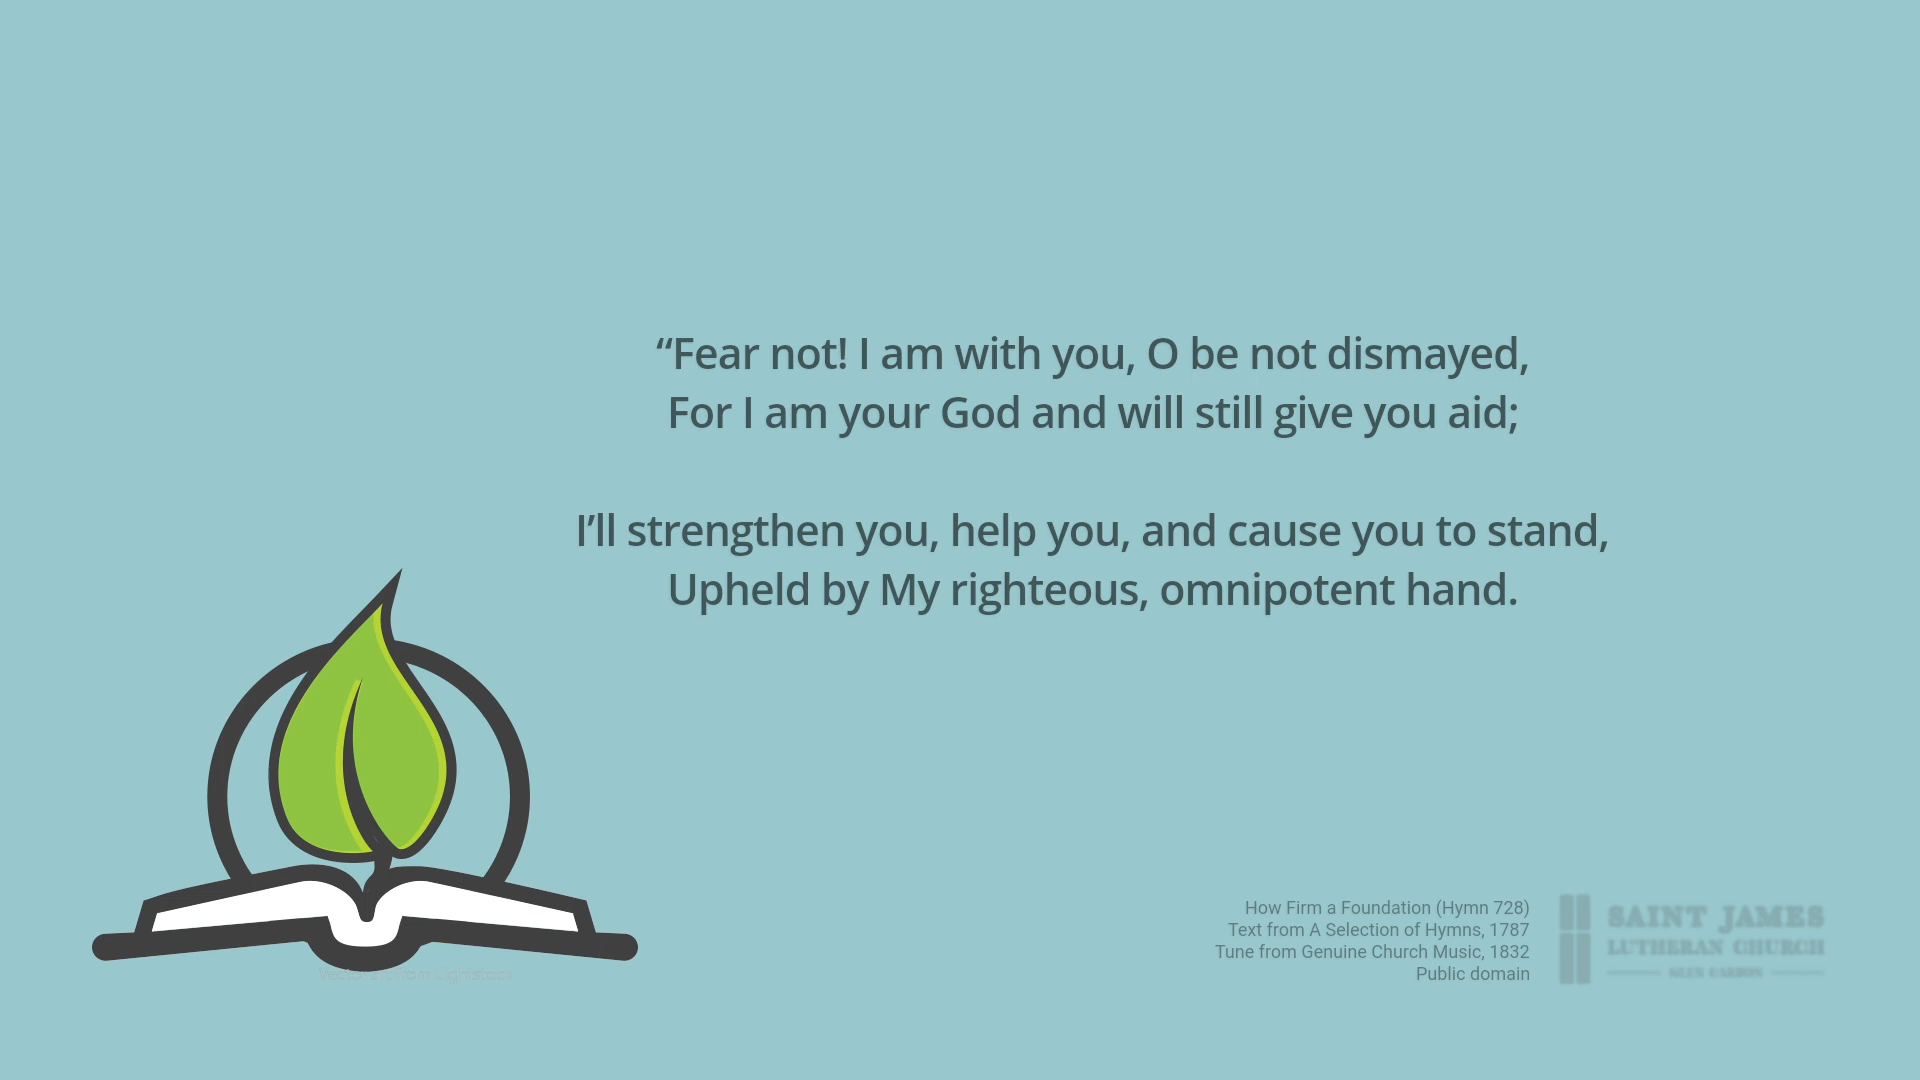 “Fear not! I am with you, O be not dismayed,
For I am your God and will still give you aid;
I’ll strengthen you, help you, and cause you to stand,
Upheld by My righteous, omnipotent hand.
How Firm a Foundation (Hymn 728)
Text from A Selection of Hymns, 1787
Tune from Genuine Church Music, 1832
Public domain
SAINT JAMES
LUTHERAN CHURCH
GLEN CARBON